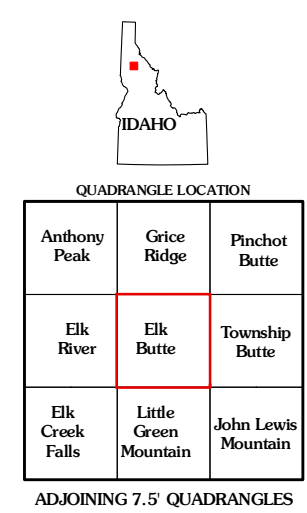 IDAHO
QUADRANGLE LOCATION
Anthony
Peak
Grice
Ridge
Pinchot
Butte
Elk
River
Elk
Butte
Township
Butte
Elk
Creek
Falls
Little
Green
Mountain
John Lewis
Mountain
ADJOINING 7.5' QUADRANGLES